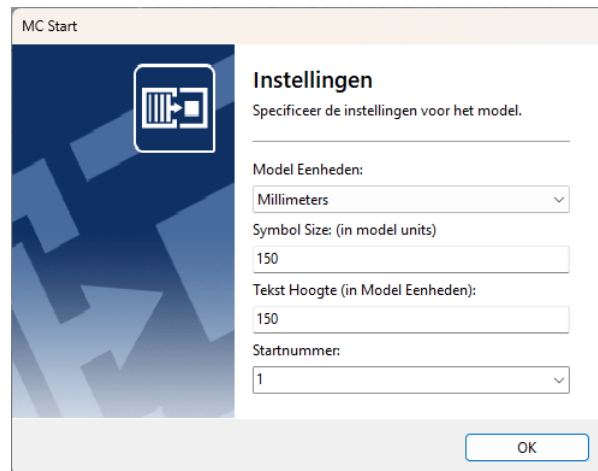 MC Start
Instellingen
Specificeer de instellingen voor het model.
Model Eenheden:
Millimeters
Symbol Size: (in model units)
150
Tekst Hoogte (in Model Eenheden):
150
Startnummer:
1
OK